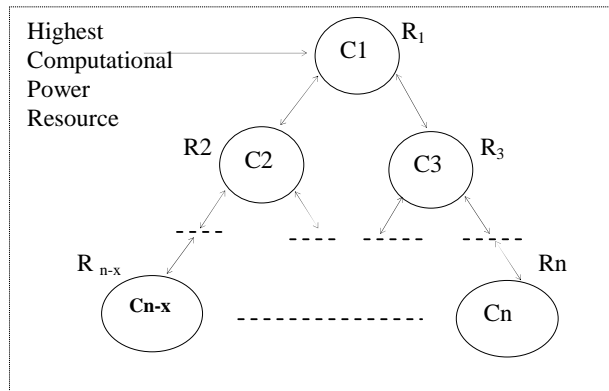 Highest
Computational
Power
Resource
C1
R1
R2
C2
C3
R3
R n-x
Cn-x
Cn
Rn